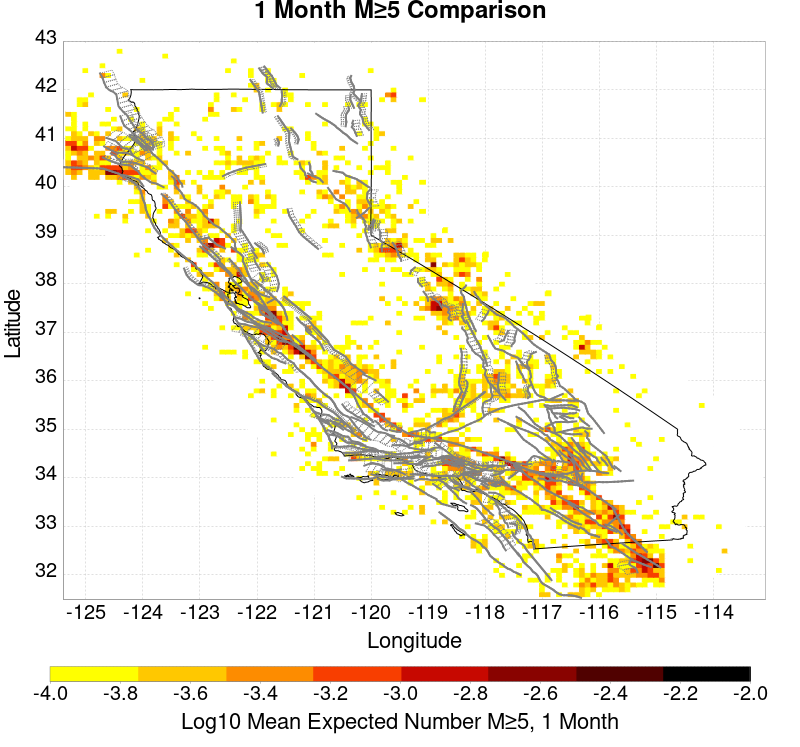 1 Month M≥5 Comparison
43
42
41
40
39
38
37
36
35
34
33
32
Latitude
-125 -124 -123 -122 -121 -120 -119 -118 -117 -116 -115 -114
Longitude
-4.0 -3.8 -3.6 -3.4 -3.2 -3.0 -2.8 -2.6 -2.4 -2.2 -2.0
Log10 Mean Expected Number M≥5, 1 Month